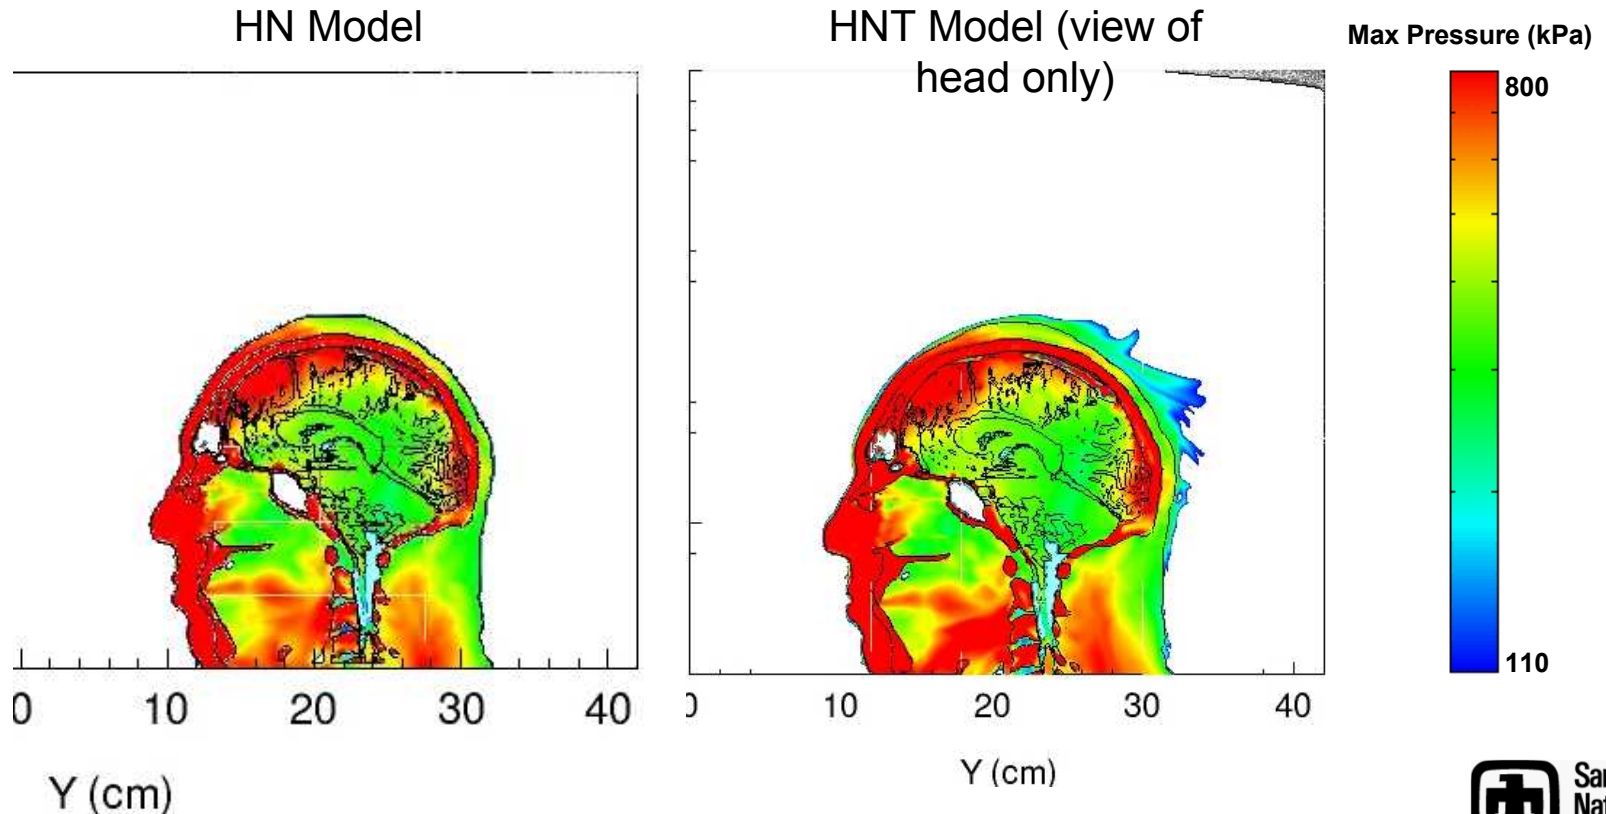 HN Model
HNT Model (view of
head only)
Max Pressure (kPa)
800
110
0 10 20 30 40
Y (cm)
0 10 20 30 40
Y (cm)